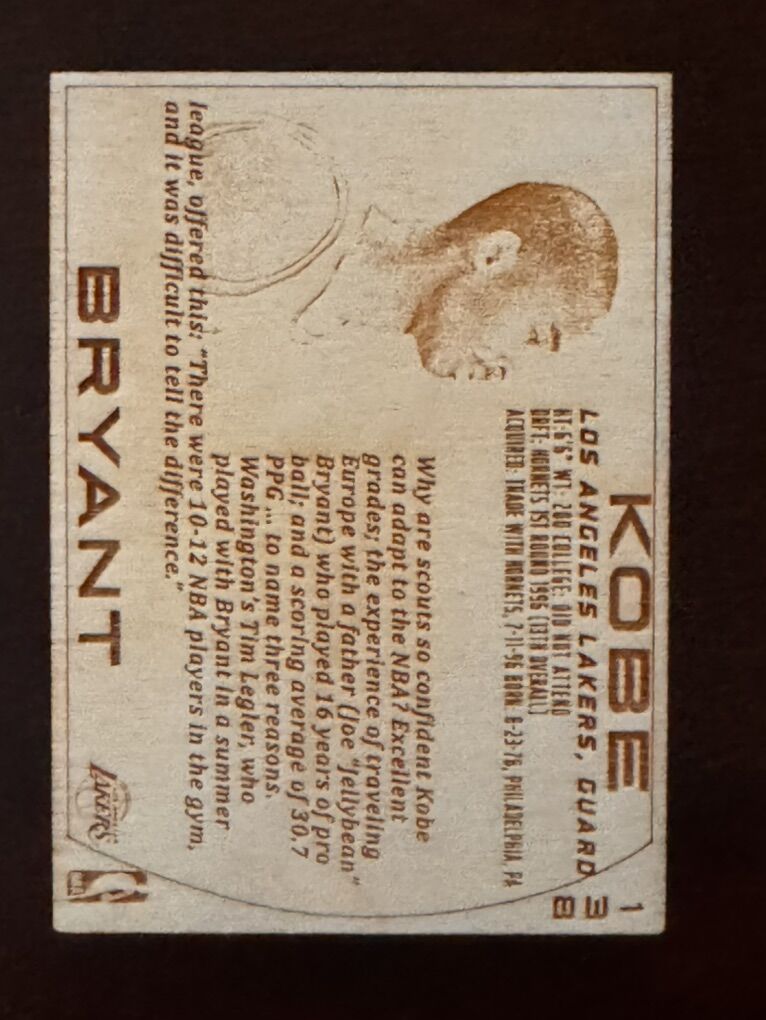 KOBE
LOS ANGELES LAKERS, GUARD
HT: 6'6" WT: 200 COLLEGE: DID NOT ATTEND
DRFT: HORNETS 1ST ROUND 1996 (13TH OVERALL)
ACQUIRED: TRADE WITH HORNETS, 7-11-96 BORN: 8-23-78, PHILADELPHIA, PA
138
Why are scouts so confident Kobe
can adapt to the NBA? Excellent
grades; the experience of traveling
Europe with a father (Joe "Jellybean"
Bryant) who played 16 years of pro
ball; and a scoring average of 30.7
PPG ... to name three reasons.
Washington's Tim Legler, who
played with Bryant in a summer
league, offered this: "There were 10-12 NBA players in the gym,
and it was difficult to tell the difference."
BRYANT
LAKERS
NBA